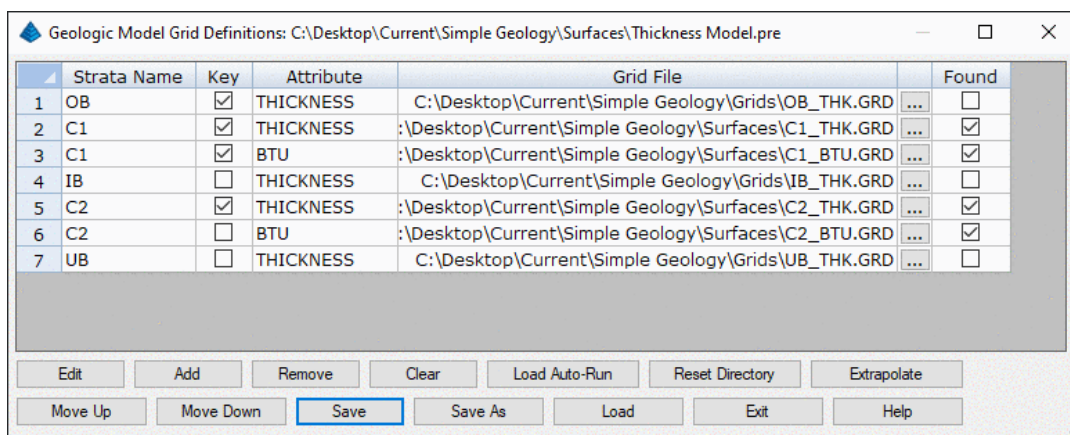 Geologic Model Grid Definitions: C:\Desktop\Current\Simple Geology\Surfaces\Thickness Model.pre
Strata Name Key Attribute Grid File Found
1 OB THICKNESS C:\Desktop\Current\Simple Geology\Grids\OB_THK.GRD ...
2 C1 THICKNESS :\Desktop\Current\Simple Geology\Surfaces\C1_THK.GRD ...
3 C1 BTU :\Desktop\Current\Simple Geology\Surfaces\C1_BTU.GRD ...
4 IB THICKNESS C:\Desktop\Current\Simple Geology\Grids\IB_THK.GRD ...
5 C2 THICKNESS :\Desktop\Current\Simple Geology\Surfaces\C2_THK.GRD ...
6 C2 BTU :\Desktop\Current\Simple Geology\Surfaces\C2_BTU.GRD ...
7 UB THICKNESS C:\Desktop\Current\Simple Geology\Grids\UB_THK.GRD ...
Edit Add Remove Clear Load Auto-Run Reset Directory Extrapolate
Move Up Move Down Save Save As Load Exit Help